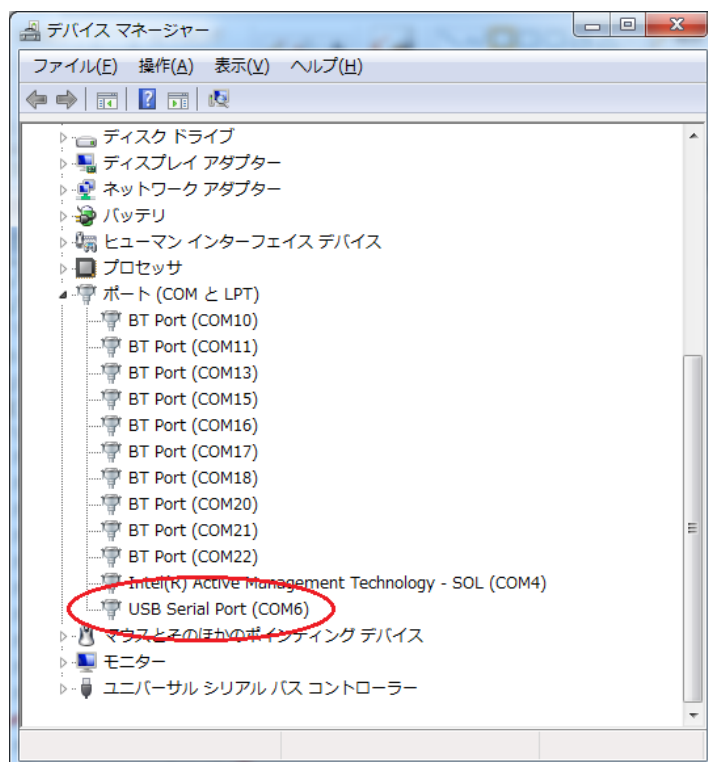 デバイス マネージャー
ファイル(F) 操作(A) 表示(V) ヘルプ(H)
ディスク ドライブ
ディスプレイ アダプター
ネットワーク アダプター
バッテリ
ヒューマン インターフェイス デバイス
プロセッサ
ポート (COM と LPT)
BT Port (COM10)
BT Port (COM11)
BT Port (COM13)
BT Port (COM15)
BT Port (COM16)
BT Port (COM17)
BT Port (COM18)
BT Port (COM20)
BT Port (COM21)
BT Port (COM22)
Intel(R) Active Management Technology - SOL (COM4)
USB Serial Port (COM6)
マウスとそのほかのポインティング デバイス
モニター
ユニバーサル シリアル バス コントローラー